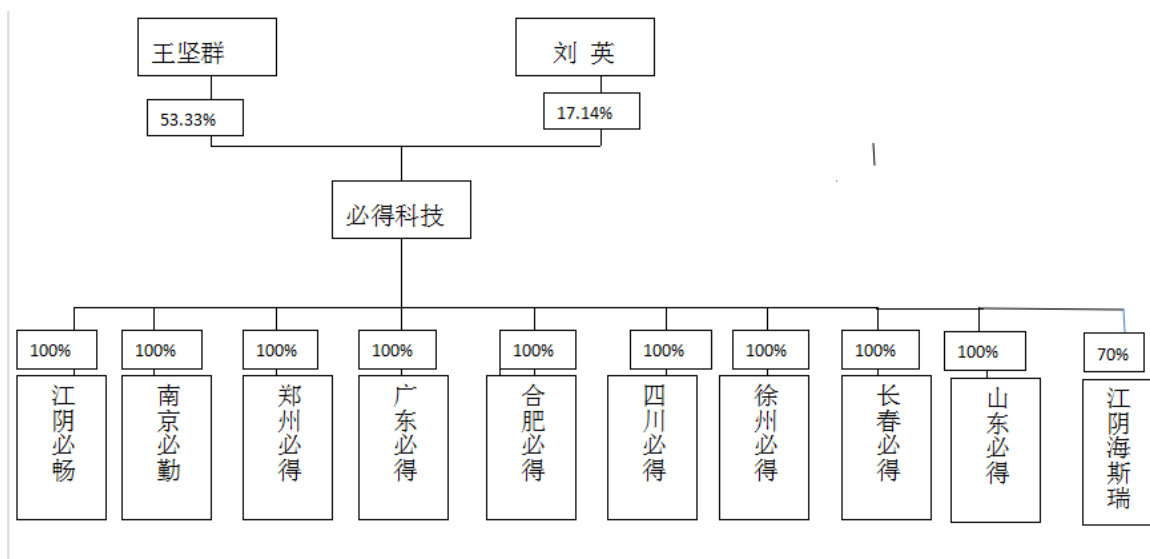 王坚群
刘 英
53.33%
17.14%
必得科技
100%
100%
100%
100%
100%
100%
100%
100%
100%
70%
江阴必畅
南京必勤
郑州必得
广东必得
合肥必得
四川必得
徐州必得
长春必得
山东必得
江阴海斯瑞